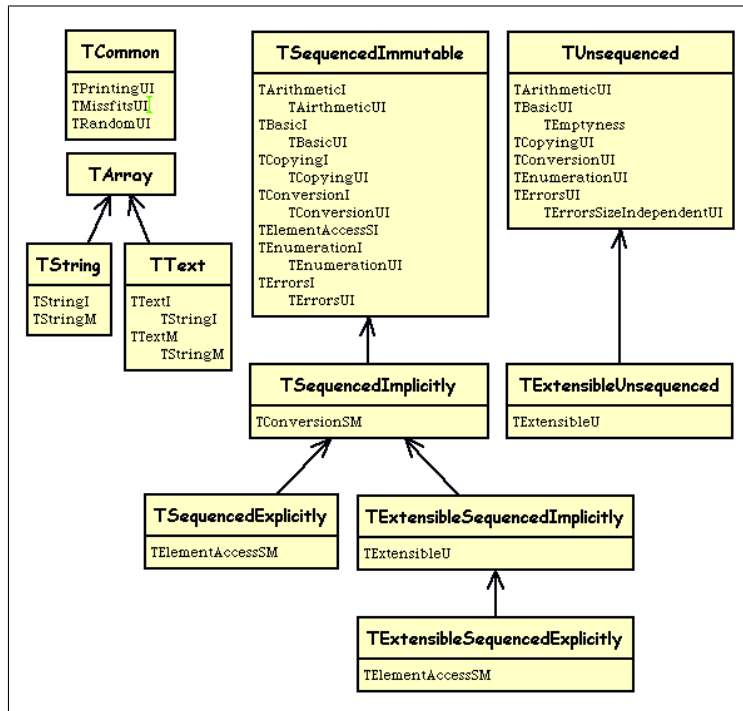 TCommon
TPrintingUI
TMissfitsUI
TRandomUI
TArray
TString
TStringI
TStringM
TText
TTextI
TStringI
TTextM
TStringM
TSequencedImmutable
TArithmeticI
TAirthmeticUI
TBasicI
TBasicUI
TCopyingI
TCopyingUI
TConversionI
TConversionUI
TElementAccessSI
TEnumerationI
TEnumerationUI
TErrorsI
TErrorsUI
TUnsequenced
TArithmeticUI
TBasicUI
TEmptyness
TCopyingUI
TConversionUI
TEnumerationUI
TErrorsUI
TErrorsSizeIndependentUI
TSequencedImplicitly
TConversionSM
TExtensibleUnsequenced
TExtensibleU
TSequencedExplicitly
TElementAccessSM
TExtensibleSequencedImplicitly
TExtensibleU
TExtensibleSequencedExplicitly
TElementAccessSM